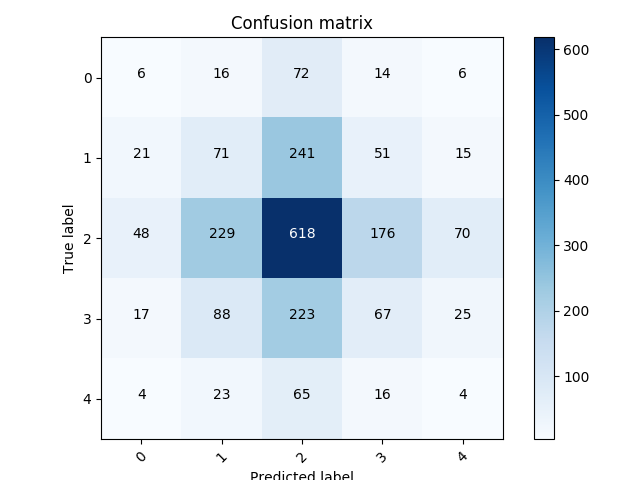 Confusion matrix
0 6 16 72 14 6
1 21 71 241 51 15
2 48 229 618 176 70
3 17 88 223 67 25
4 4 23 65 16 4
0 1 2 3 4
True label
Predicted label
600
500
400
300
200
100